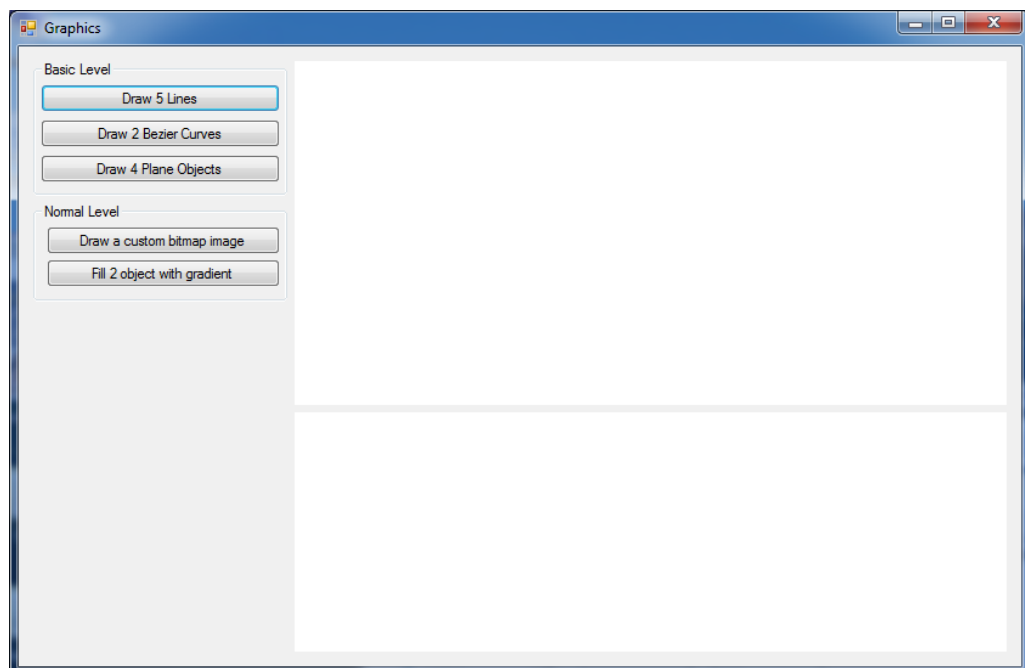 Graphics
Basic Level
Draw 5 Lines
Draw 2 Bezier Curves
Draw 4 Plane Objects
Normal Level
Draw a custom bitmap image
Fill 2 object with gradient